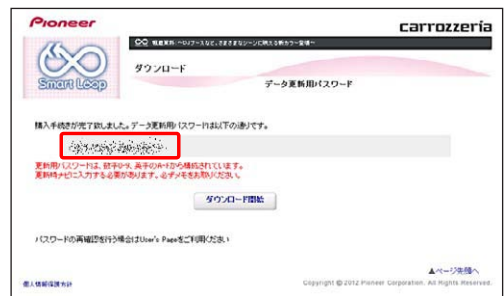 Pioneer
carrozzeria
Smart Loop
ダウンロード
データ更新用パスワード
購入手続きが完了致しました。データ更新用パスワードは以下の通りです。
更新用パスワードは、数字0-9、英字のA-Fから構成されています。
更新時ナビに入力する必要があります。必ずメモをお取りください。
ダウンロード開始
パスワードの再確認を行う場合はUser's Pageをご利用ください
▲ページ先頭へ
個人情報保護方針
Copyright © 2012 Pioneer Corporation. All Rights Reserved.